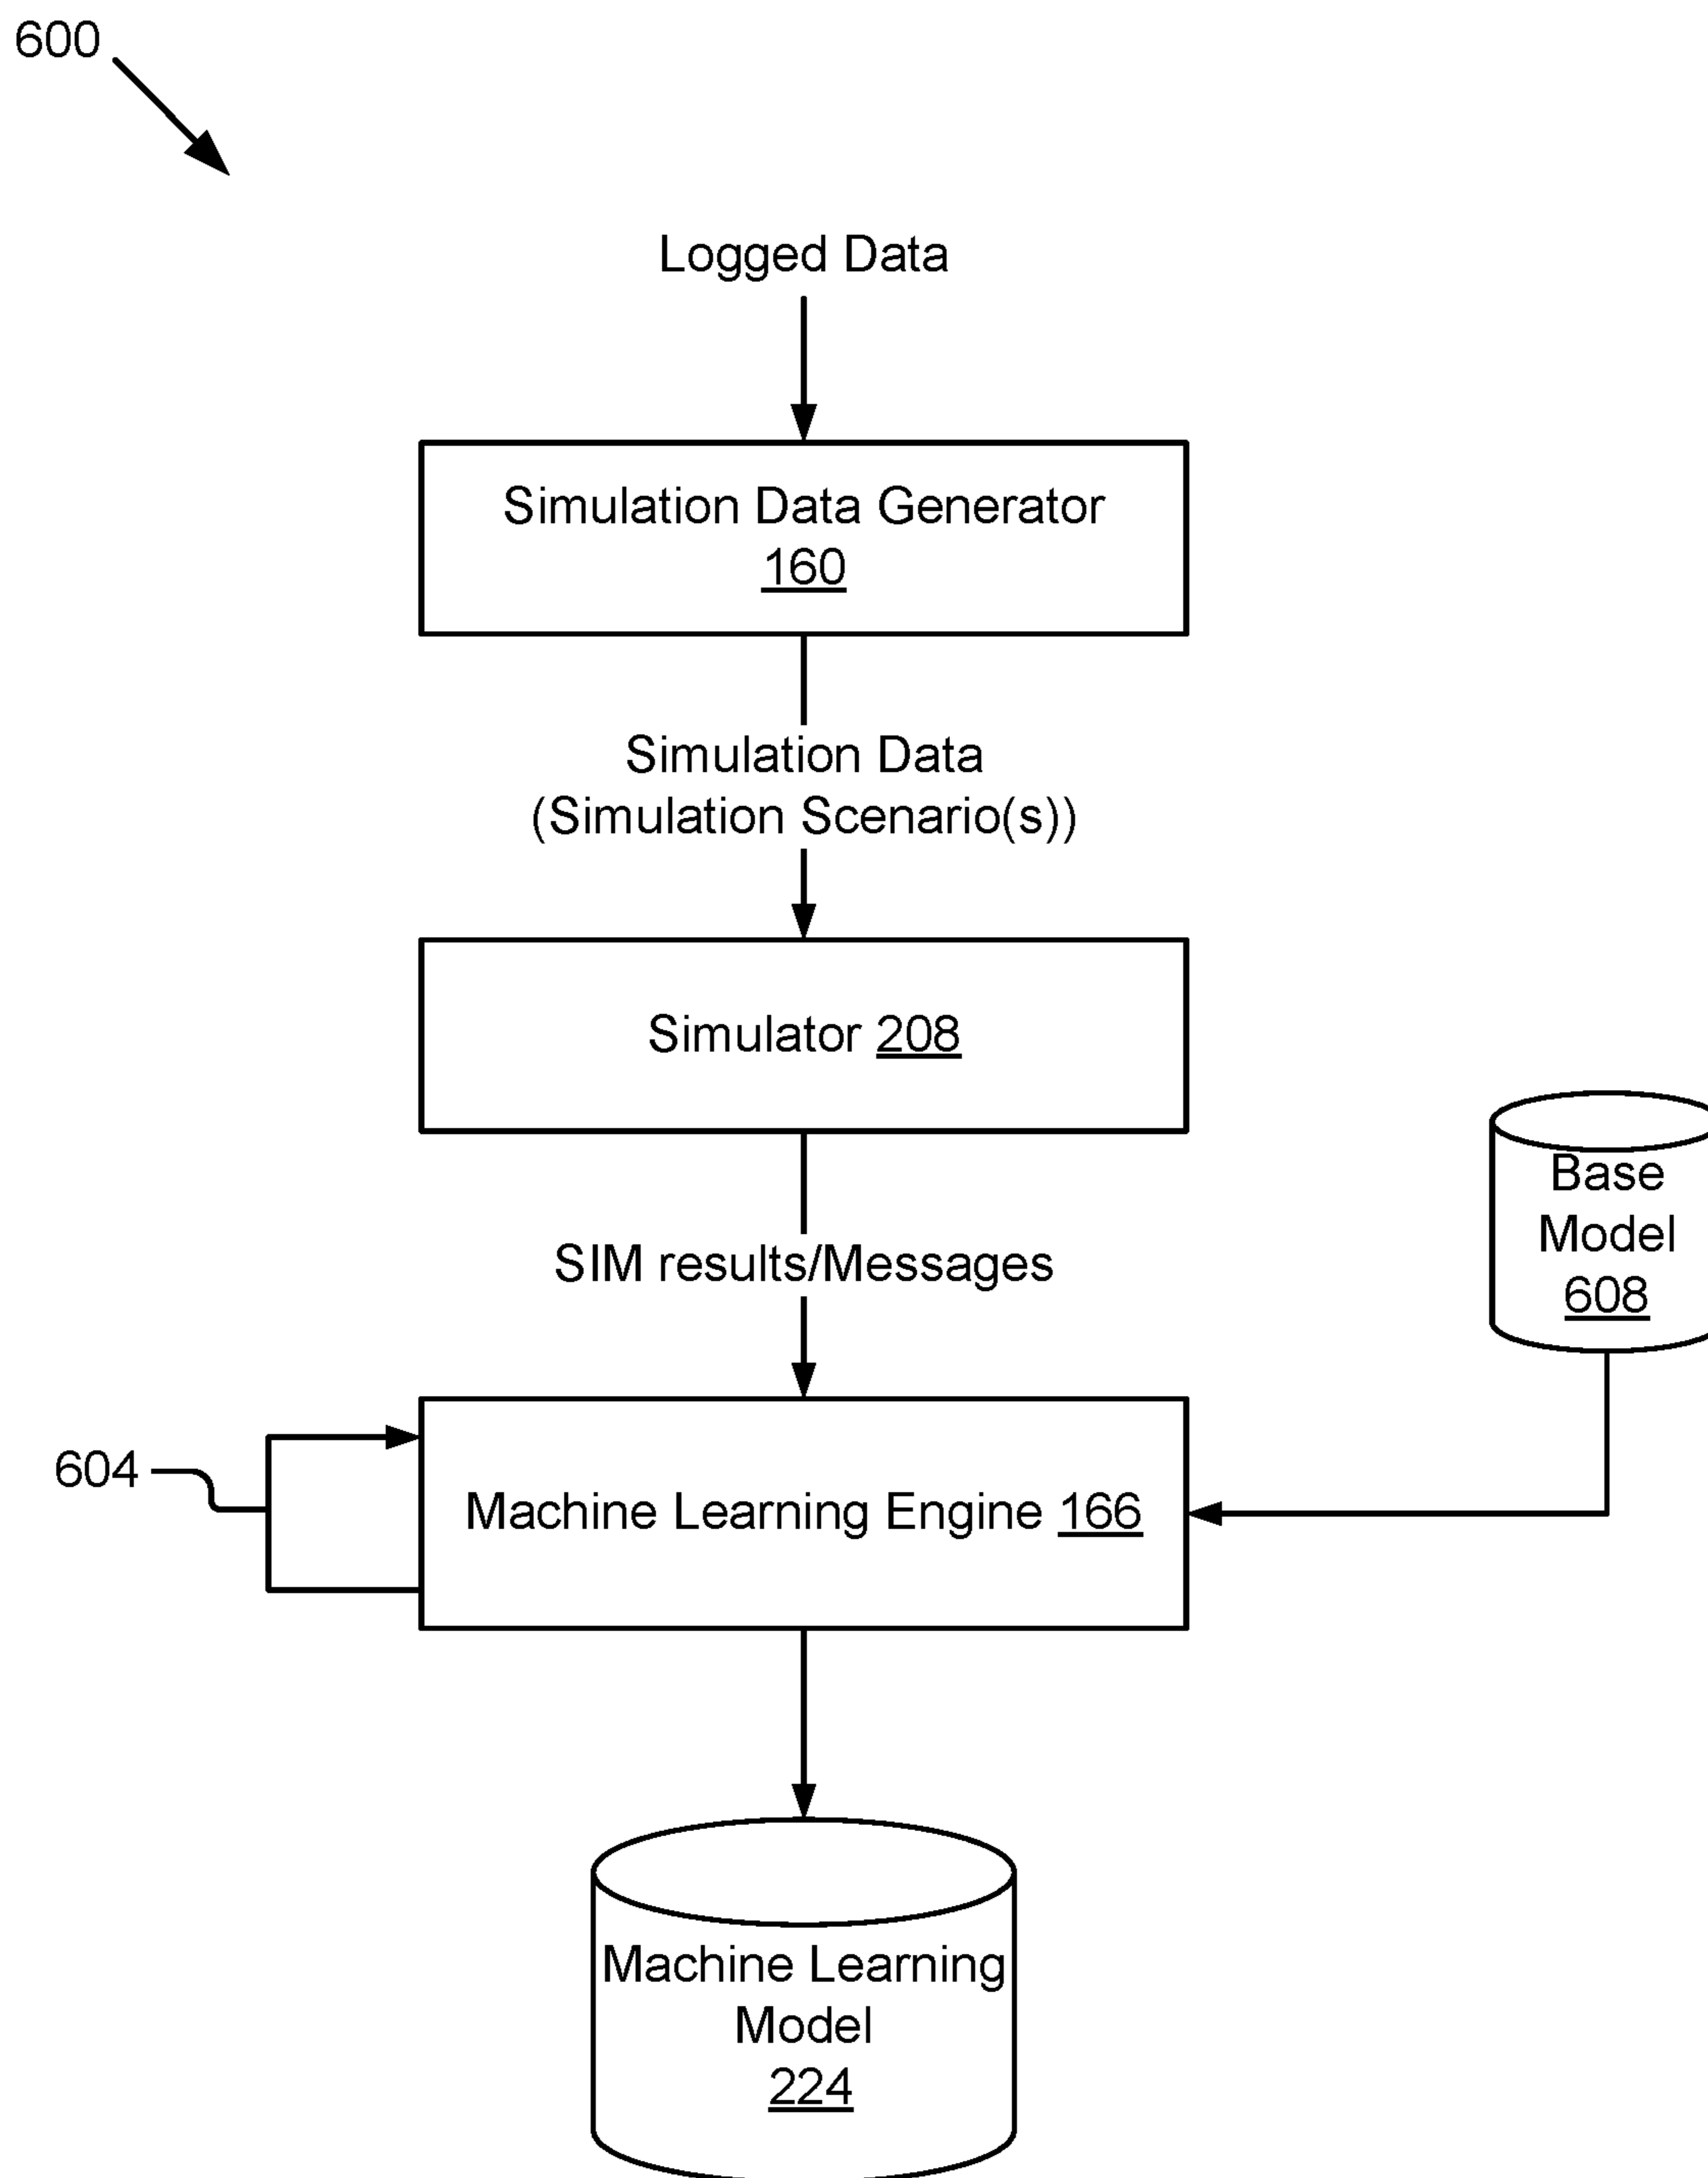 600
Logged Data
Simulation Data Generator
160
Simulation Data
(Simulation Scenario(s))
Simulator 208
SIM results/Messages
Base
Model
608
604
Machine Learning Engine 166
Machine Learning
Model
224